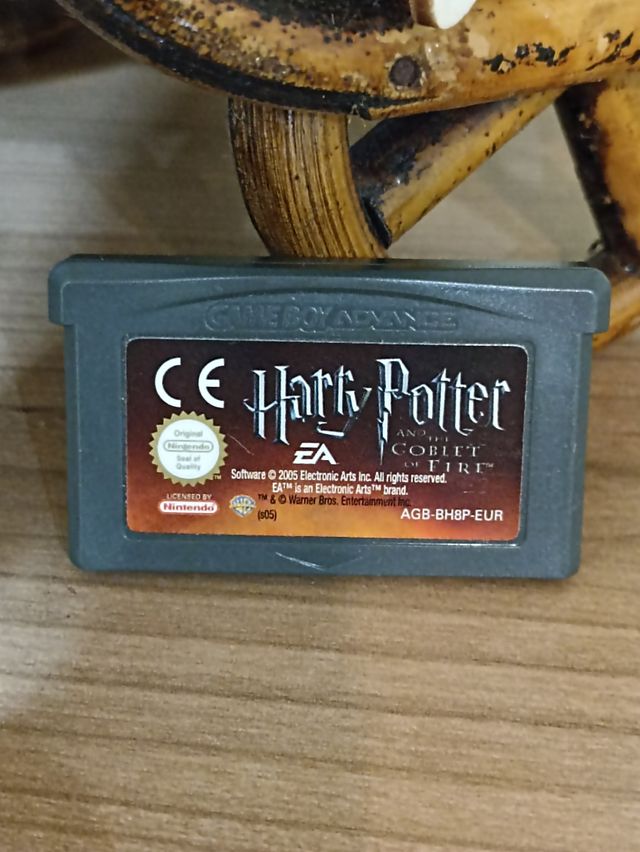 GAME BOY ADVANCE
CE
Harry Potter
AND THE
GOBLET
OF FIRE™
Original
Nintendo
Seal of
Quality
EA
Software © 2005 Electronic Arts Inc. All rights reserved.
EA™ is an Electronic Arts™ brand.
™ & © Warner Bros. Entertainment Inc.
(s05)
LICENSED BY
Nintendo
AGB-BH8P-EUR